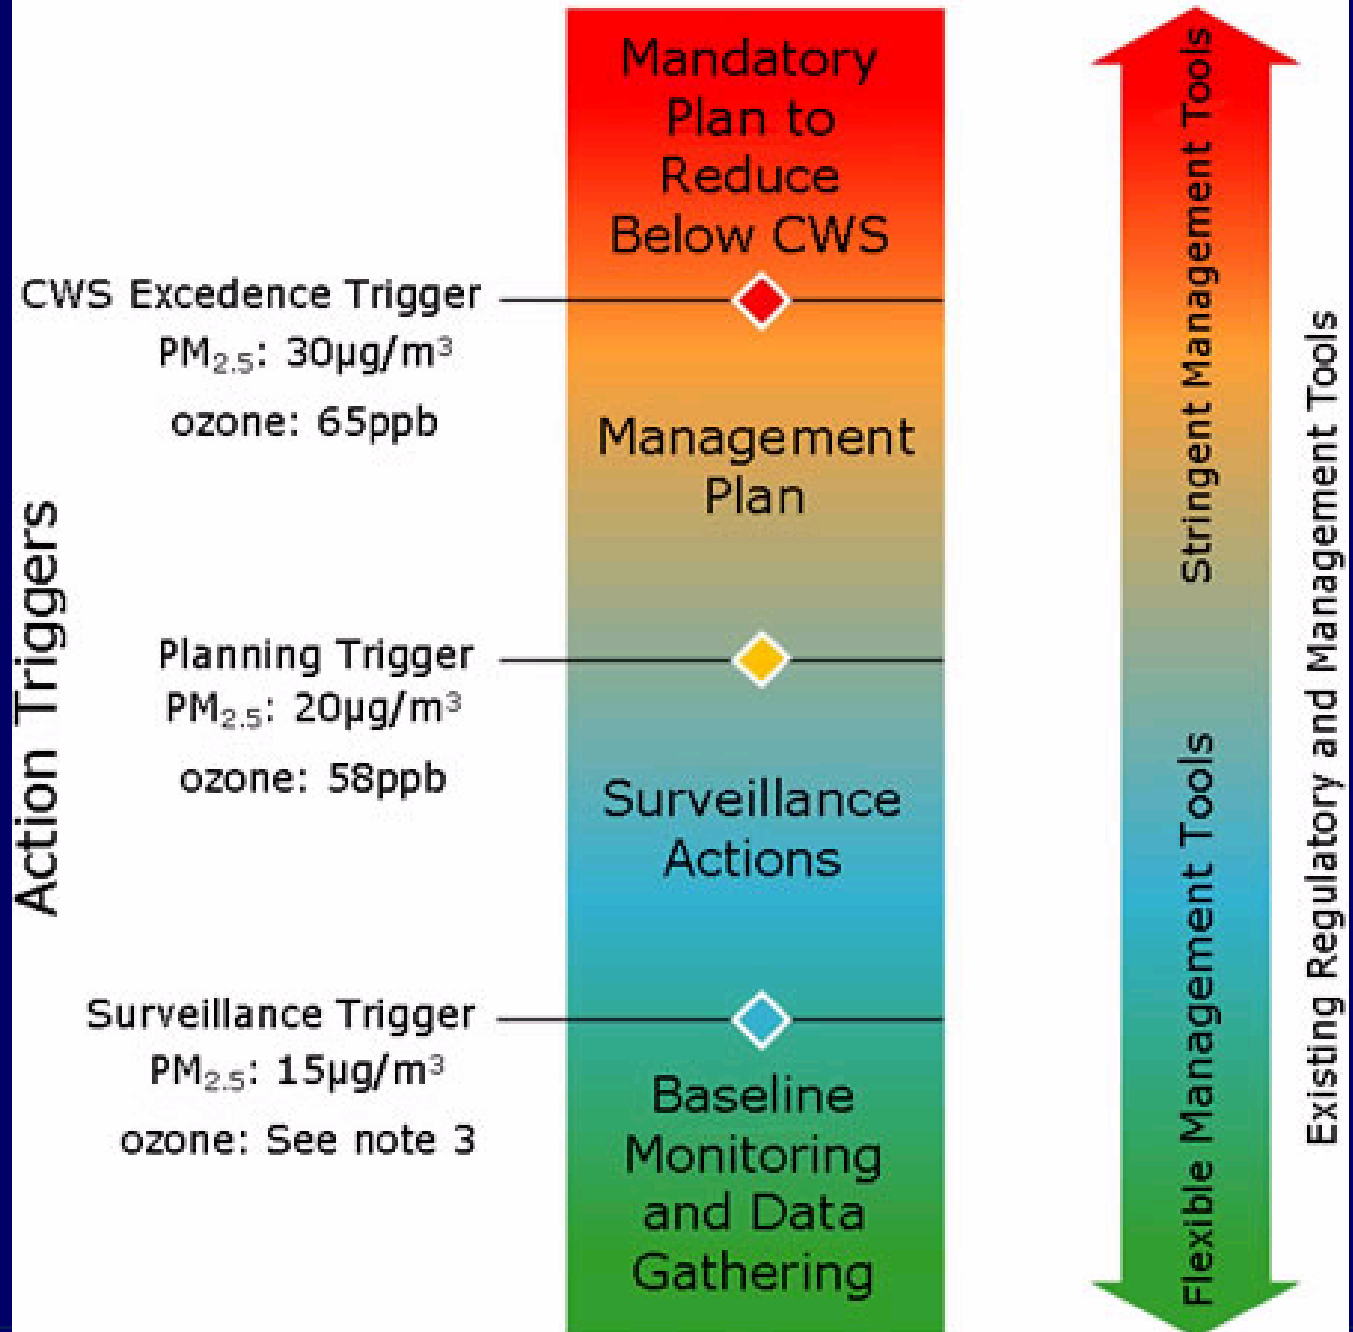 Action Triggers
CWS Excedence Trigger
PM2.5: 30µg/m³
ozone: 65ppb
Planning Trigger
PM2.5: 20µg/m³
ozone: 58ppb
Surveillance Trigger
PM2.5: 15µg/m³
ozone: See note 3
Mandatory
Plan to
Reduce
Below CWS
Management
Plan
Surveillance
Actions
Baseline
Monitoring
and Data
Gathering
Stringent Management Tools
Flexible Management Tools
Existing Regulatory and Management Tools